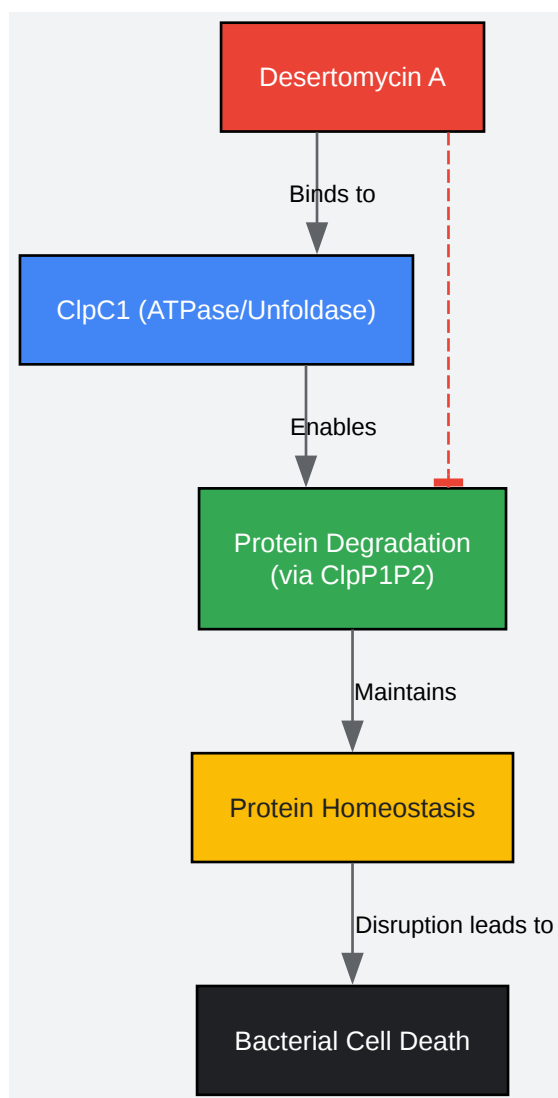 Desertomycin A
Binds to
ClpC1 (ATPase/Unfoldase)
Enables
Protein Degradation
(via ClpP1P2)
Maintains
Protein Homeostasis
Disruption leads to
Bacterial Cell Death